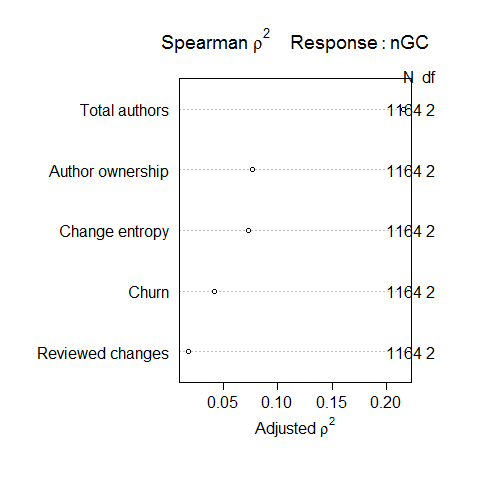 Spearman ρ² Response : nGC
N df
Total authors 1164 2
Author ownership 1164 2
Change entropy 1164 2
Churn 1164 2
Reviewed changes 1164 2
0.05 0.10 0.15 0.20
Adjusted ρ²